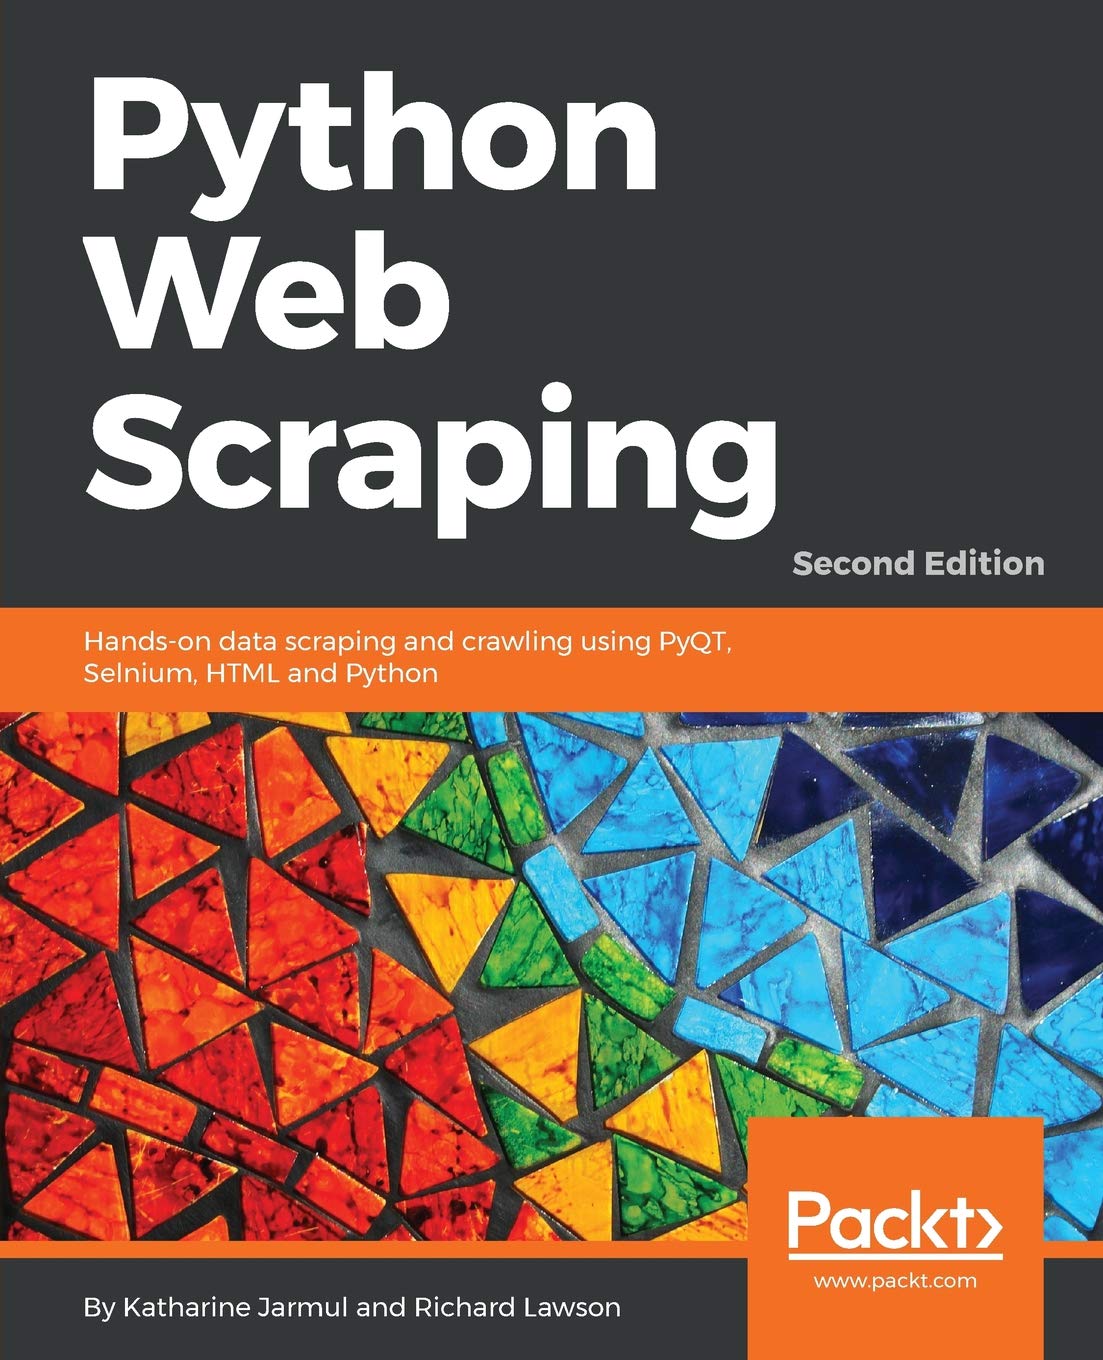 Python
Web
Scraping
Second Edition
Hands-on data scraping and crawling using PyQT,
Selnium, HTML and Python
Packt>
www.packt.com
By Katharine Jarmul and Richard Lawson